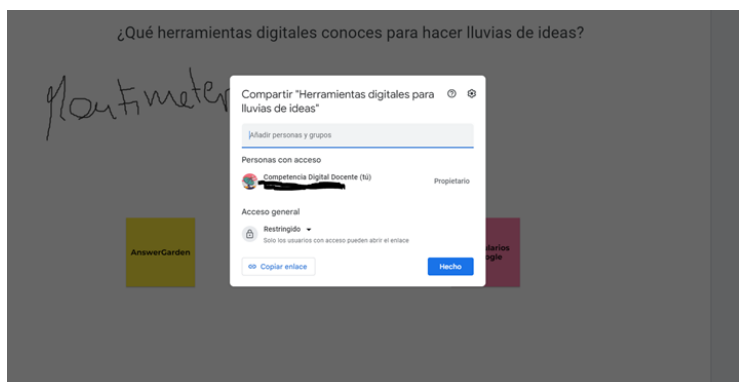 ¿Qué herramientas digitales conoces para hacer lluvias de ideas?
Compartir "Herramientas digitales para
lluvias de ideas"
Añadir personas y grupos
Personas con acceso
Competencia Digital Docente (tú)
Propietario
Acceso general
Restringido
Solo los usuarios con acceso pueden abrir el enlace
AnswerGarden
Copiar enlace
Hecho